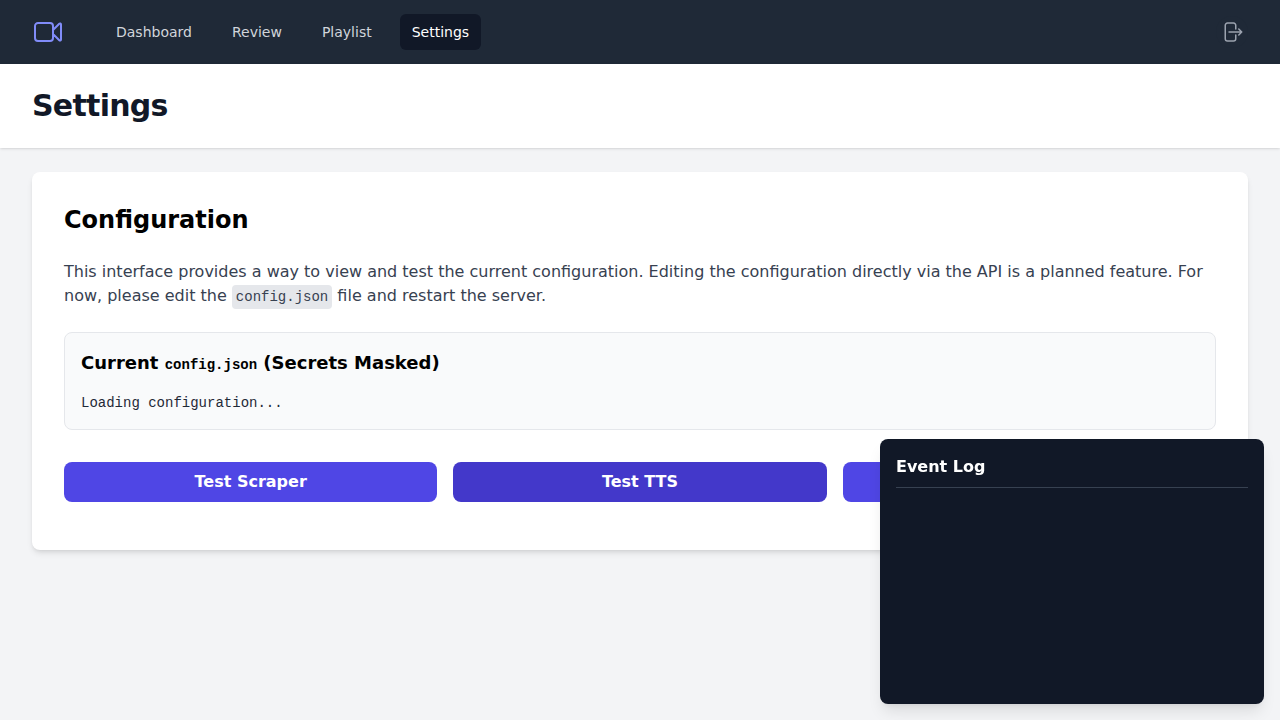 Dashboard
Review
Playlist
Settings
Settings
Configuration
This interface provides a way to view and test the current configuration. Editing the configuration directly via the API is a planned feature. For
now, please edit the config.json file and restart the server.
Current config.json (Secrets Masked)
Loading configuration...
Test Scraper
Test TTS
Event Log